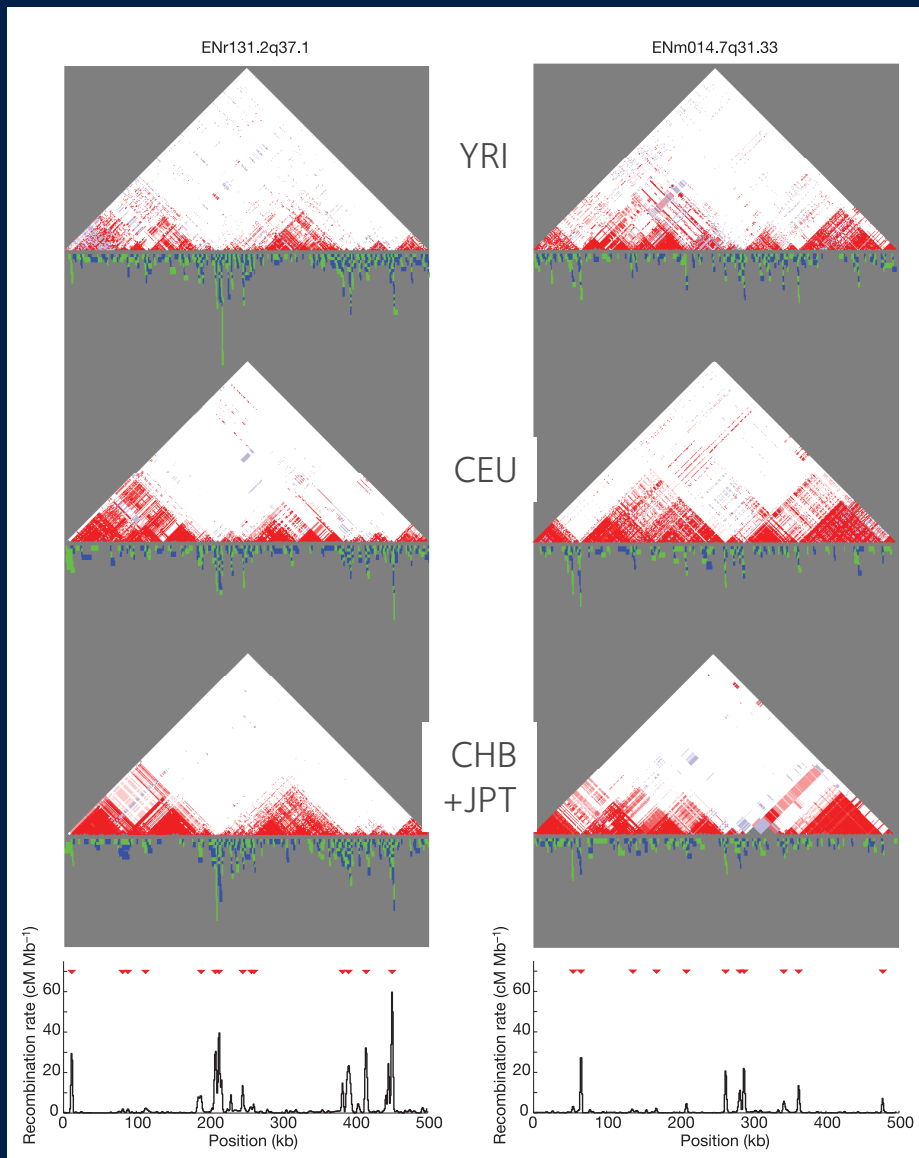 ENr131.2q37.1
ENm014.7q31.33
YRI
CEU
CHB
+JPT
Recombination rate (cM Mb⁻¹)
60
40
20
0
0 100 200 300 400 500
Position (kb)
Recombination rate (cM Mb⁻¹)
60
40
20
0
0 100 200 300 400 500
Position (kb)